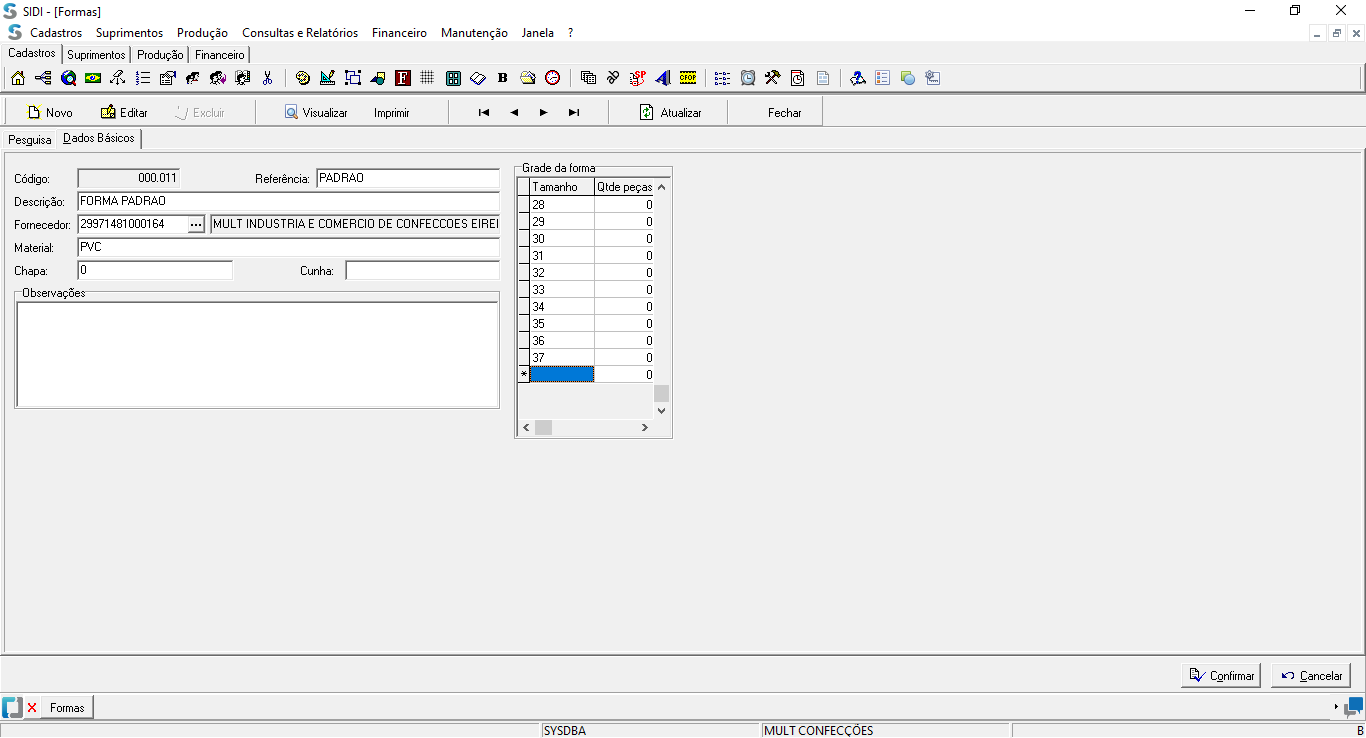 SIDI - [Formas]
Cadastros Suprimentos Produção Consultas e Relatórios Financeiro Manutenção Janela ?
Cadastros Suprimentos Produção Financeiro
F B SP CFOP
Novo Editar Excluir Visualizar Imprimir Atualizar Fechar
Pesquisa Dados Básicos
Código: 000.011 Referência: PADRAO
Descrição: FORMA PADRAO
Fornecedor: 29971481000164 ... MULT INDUSTRIA E COMERCIO DE CONFECCOES EIREI
Material: PVC
Chapa: 0 Cunha:
Observações
Grade da forma
Tamanho Qtde peças
28 0
29 0
30 0
31 0
32 0
33 0
34 0
35 0
36 0
37 0
* 0
Confirmar Cancelar
Formas
SYSDBA MULT CONFECÇÕES B